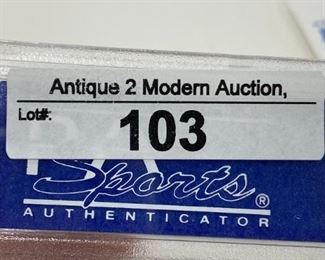 Antique 2 Modern Auction,
Lot#:
103
Sports®
AUTHENTICATOR